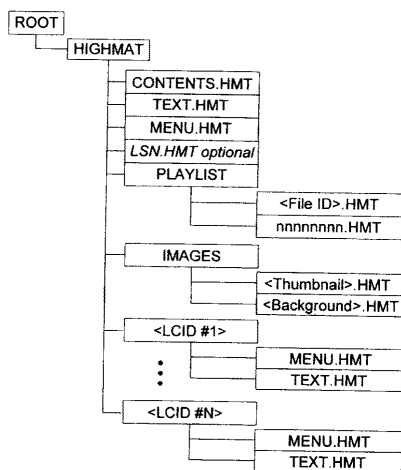 ROOT
HIGHMAT
CONTENTS.HMT
TEXT.HMT
MENU.HMT
LSN.HMT optional
PLAYLIST
<File ID>.HMT
nnnnnnnn.HMT
IMAGES
<Thumbnail>.HMT
<Background>.HMT
<LCID #1>
MENU.HMT
TEXT.HMT
<LCID #N>
MENU.HMT
TEXT.HMT